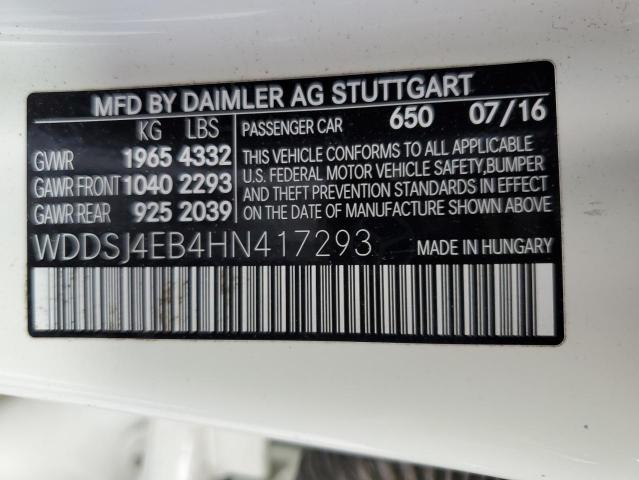 MFD BY DAIMLER AG STUTTGART
KG LBS PASSENGER CAR 650 07/16
GVWR 1965 4332 THIS VEHICLE CONFORMS TO ALL APPLICABLE
GAWR FRONT 1040 2293 U.S. FEDERAL MOTOR VEHICLE SAFETY, BUMPER
GAWR REAR 925 2039 AND THEFT PREVENTION STANDARDS IN EFFECT
ON THE DATE OF MANUFACTURE SHOWN ABOVE
WDDSJ4EB4HN417293 MADE IN HUNGARY